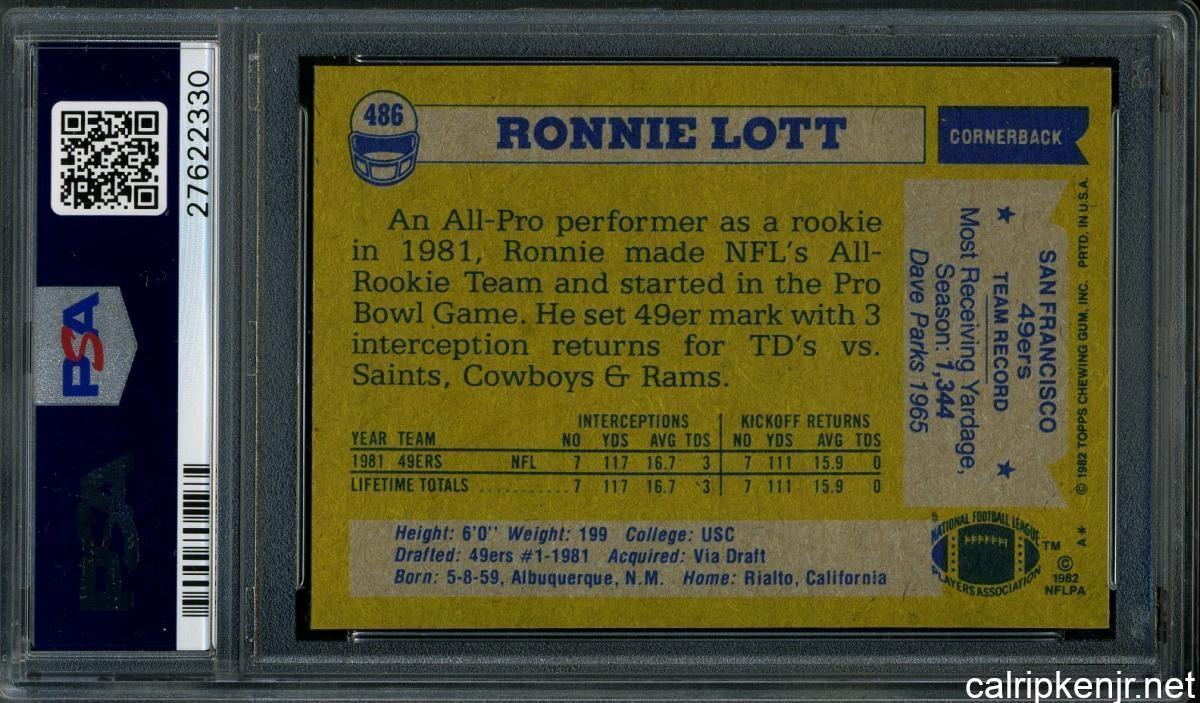 27622330
PSA
PSA
486
RONNIE LOTT
CORNERBACK
An All-Pro performer as a rookie
in 1981, Ronnie made NFL's All-
Rookie Team and started in the Pro
Bowl Game. He set 49er mark with 3
interception returns for TD's vs.
Saints, Cowboys & Rams.
INTERCEPTIONS KICKOFF RETURNS
YEAR TEAM NO YDS AVG TDS NO YDS AVG TDS
1981 49ERS NFL 7 117 16.7 3 7 111 15.9 0
LIFETIME TOTALS ........... 7 117 16.7 3 7 111 15.9 0
Height: 6'0" Weight: 199 College: USC
Drafted: 49ers #1-1981 Acquired: Via Draft
Born: 5-8-59, Albuquerque, N.M. Home: Rialto, California
SAN FRANCISCO
49ers
★ TEAM RECORD ★
Most Receiving Yardage,
Season: 1,344
Dave Parks 1965
© 1982 TOPPS CHEWING GUM, INC. PRTD. IN U.S.A.
A*
NATIONAL FOOTBALL LEAGUE
PLAYERS ASSOCIATION
TM
©
1982
NFLPA
calripkenjr.net